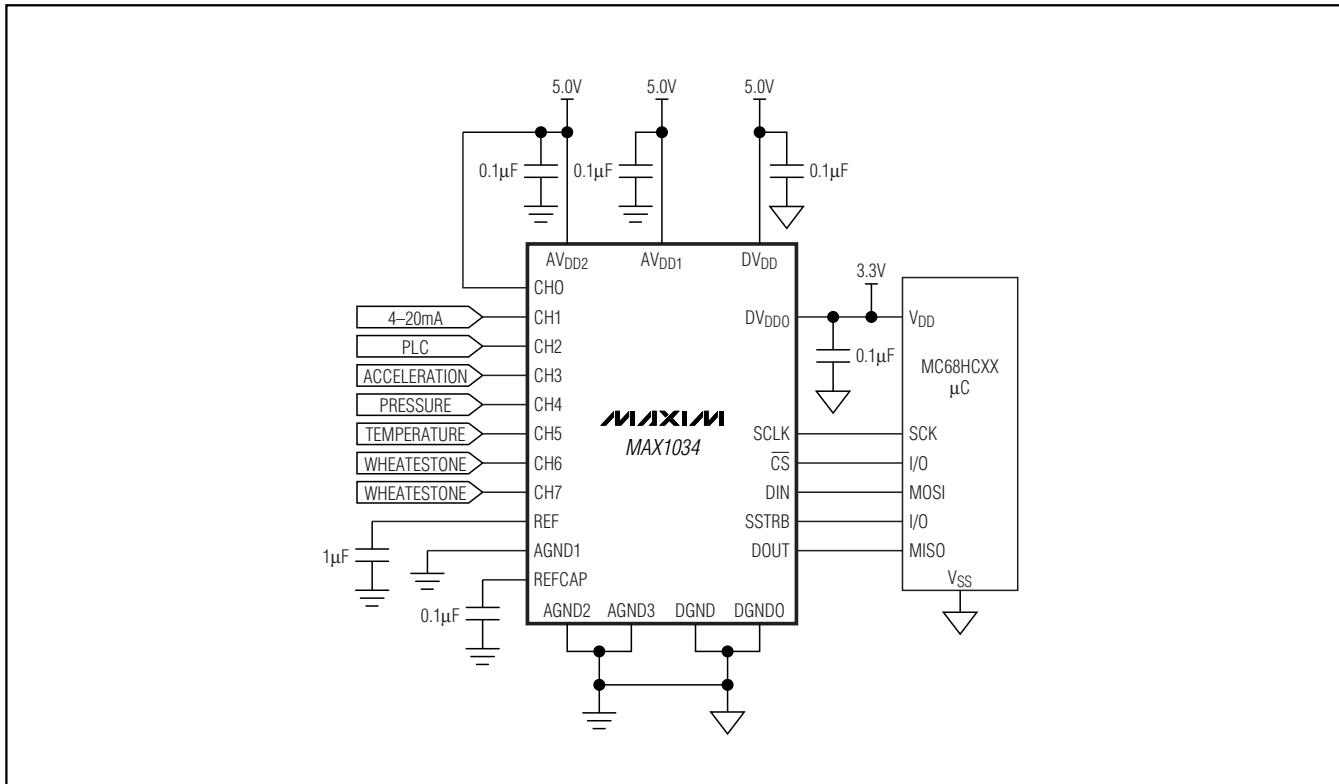 5.0V 5.0V 5.0V
0.1µF 0.1µF 0.1µF
AVDD2 AVDD1 DVDD
3.3V
CH0
4–20mA CH1 DVDDO VDD
PLC CH2
0.1µF
ACCELERATION CH3
MC68HCXX
µC
PRESSURE CH4
MAXIM
TEMPERATURE CH5 SCLK SCK
MAX1034
WHEATESTONE CH6 CS I/O
WHEATESTONE CH7 DIN MOSI
REF SSTRB I/O
1µF
AGND1 DOUT MISO
REFCAP
VSS
0.1µF
AGND2 AGND3 DGND DGNDO